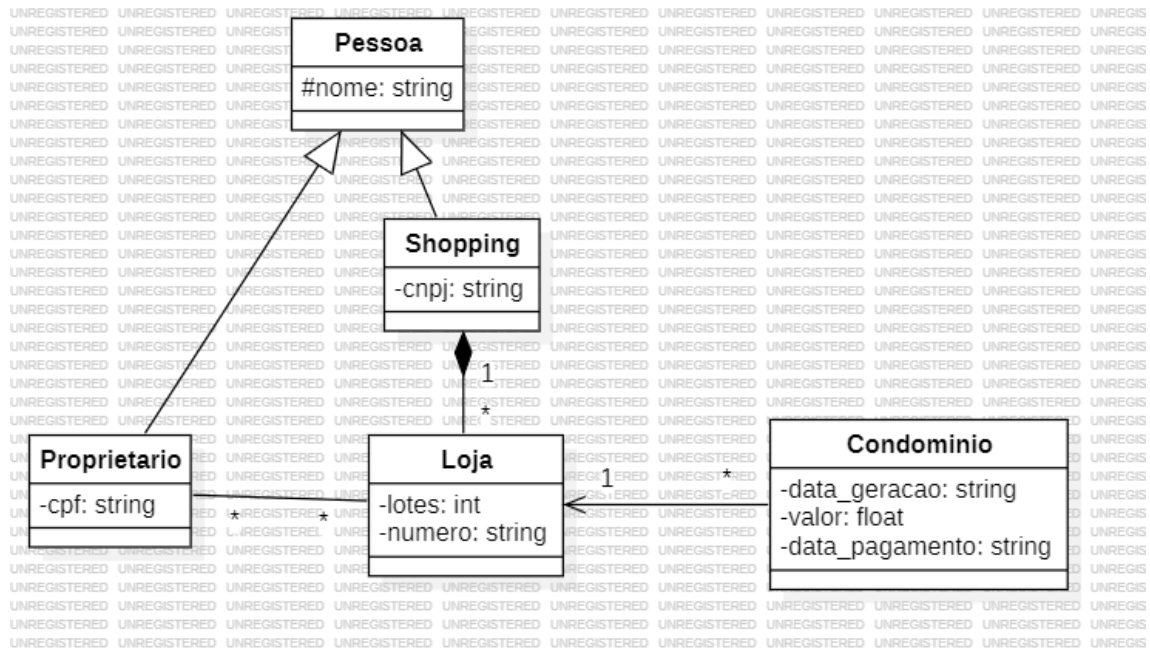 Pessoa
#nome: string
Shopping
-cnpj: string
1
*
Proprietario
-cpf: string
*
*
Loja
-lotes: int
-numero: string
1
*
Condominio
-data_geracao: string
-valor: float
-data_pagamento: string
UNREGISTERED